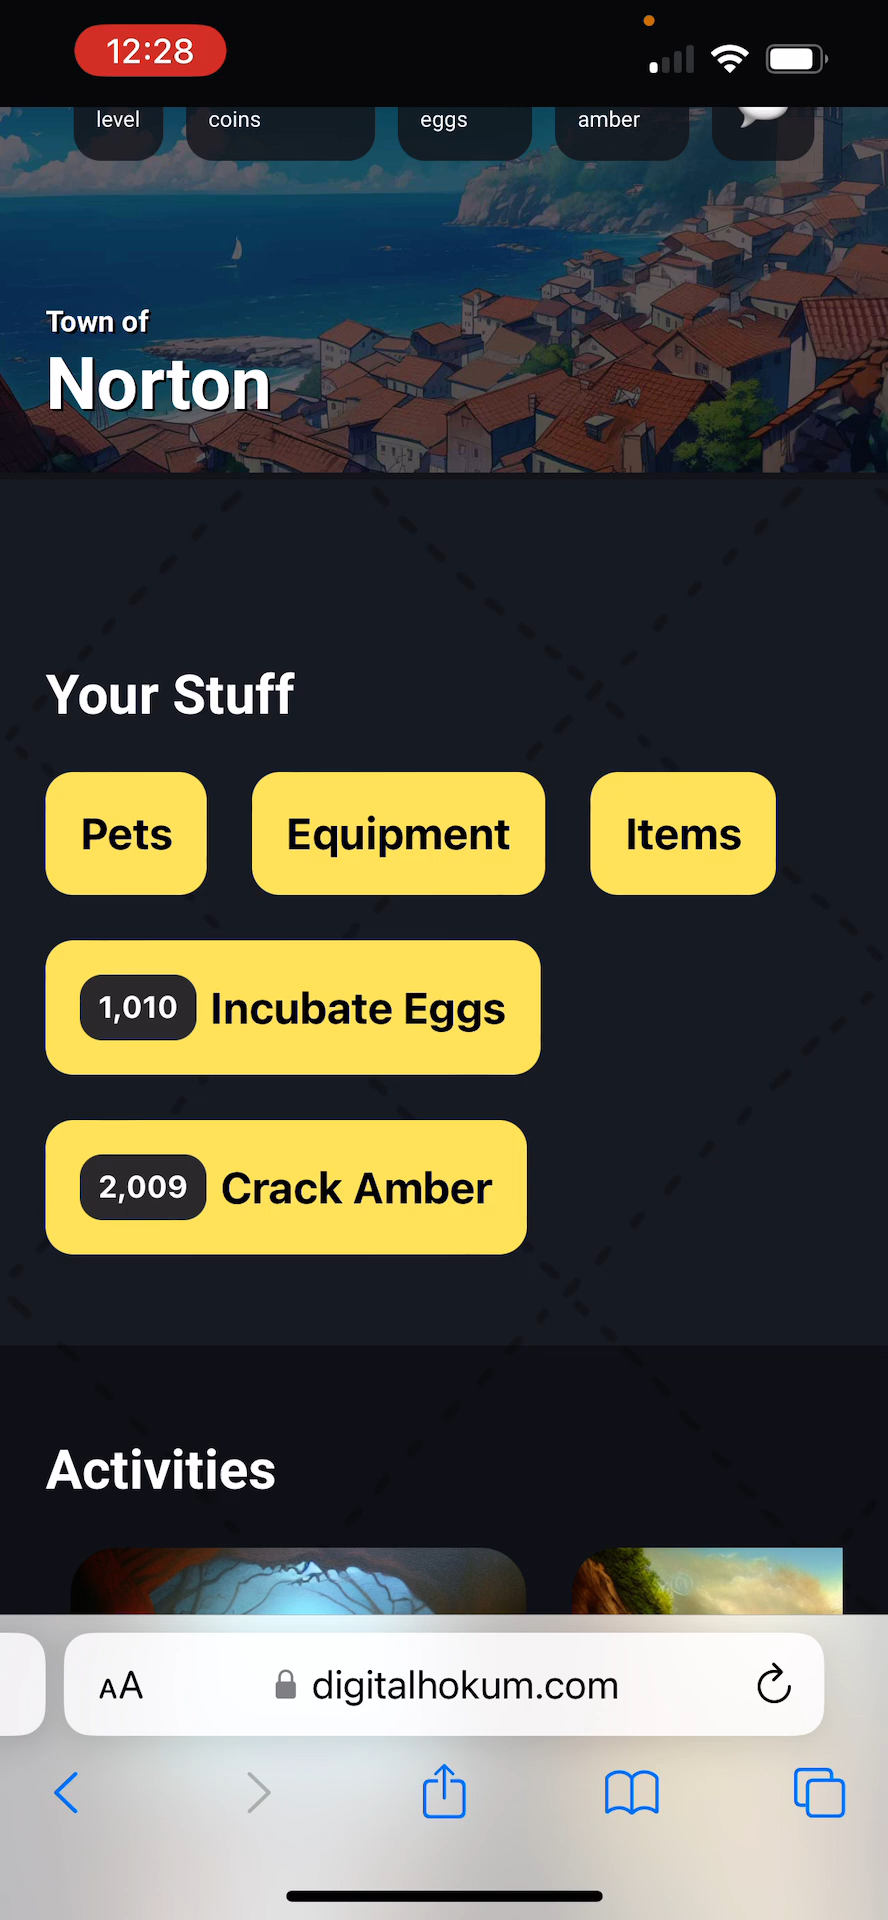 12:28
level coins eggs amber
Town of
Norton
Your Stuff
Pets Equipment Items
1,010 Incubate Eggs
2,009 Crack Amber
Activities
AA digitalhokum.com